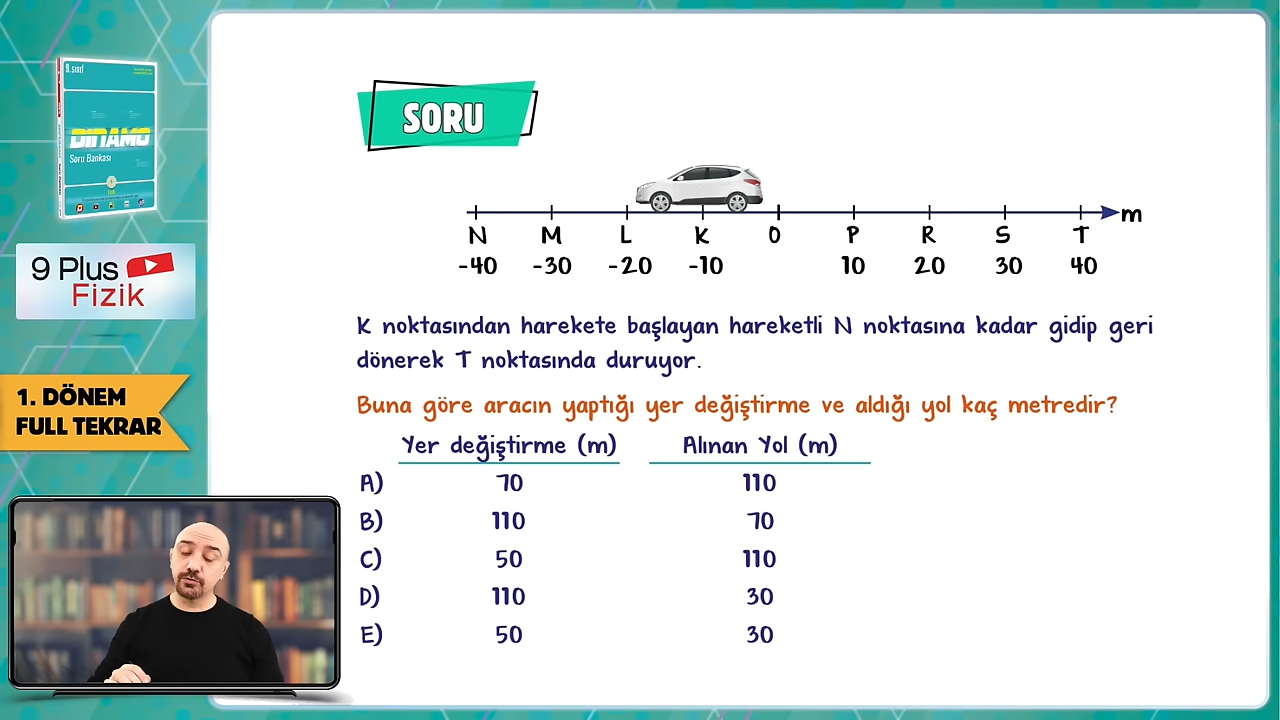 9. SINIF
DINAMO
Soru Bankası
9 Plus
Fizik
1. DÖNEM
FULL TEKRAR
SORU
m
N M L K O P R S T
-40 -30 -20 -10 10 20 30 40
K noktasından harekete başlayan hareketli N noktasına kadar gidip geri
dönerek T noktasında duruyor.
Buna göre aracın yaptığı yer değiştirme ve aldığı yol kaç metredir?
Yer değiştirme (m) Alınan Yol (m)
A) 70 110
B) 110 70
C) 50 110
D) 110 30
E) 50 30